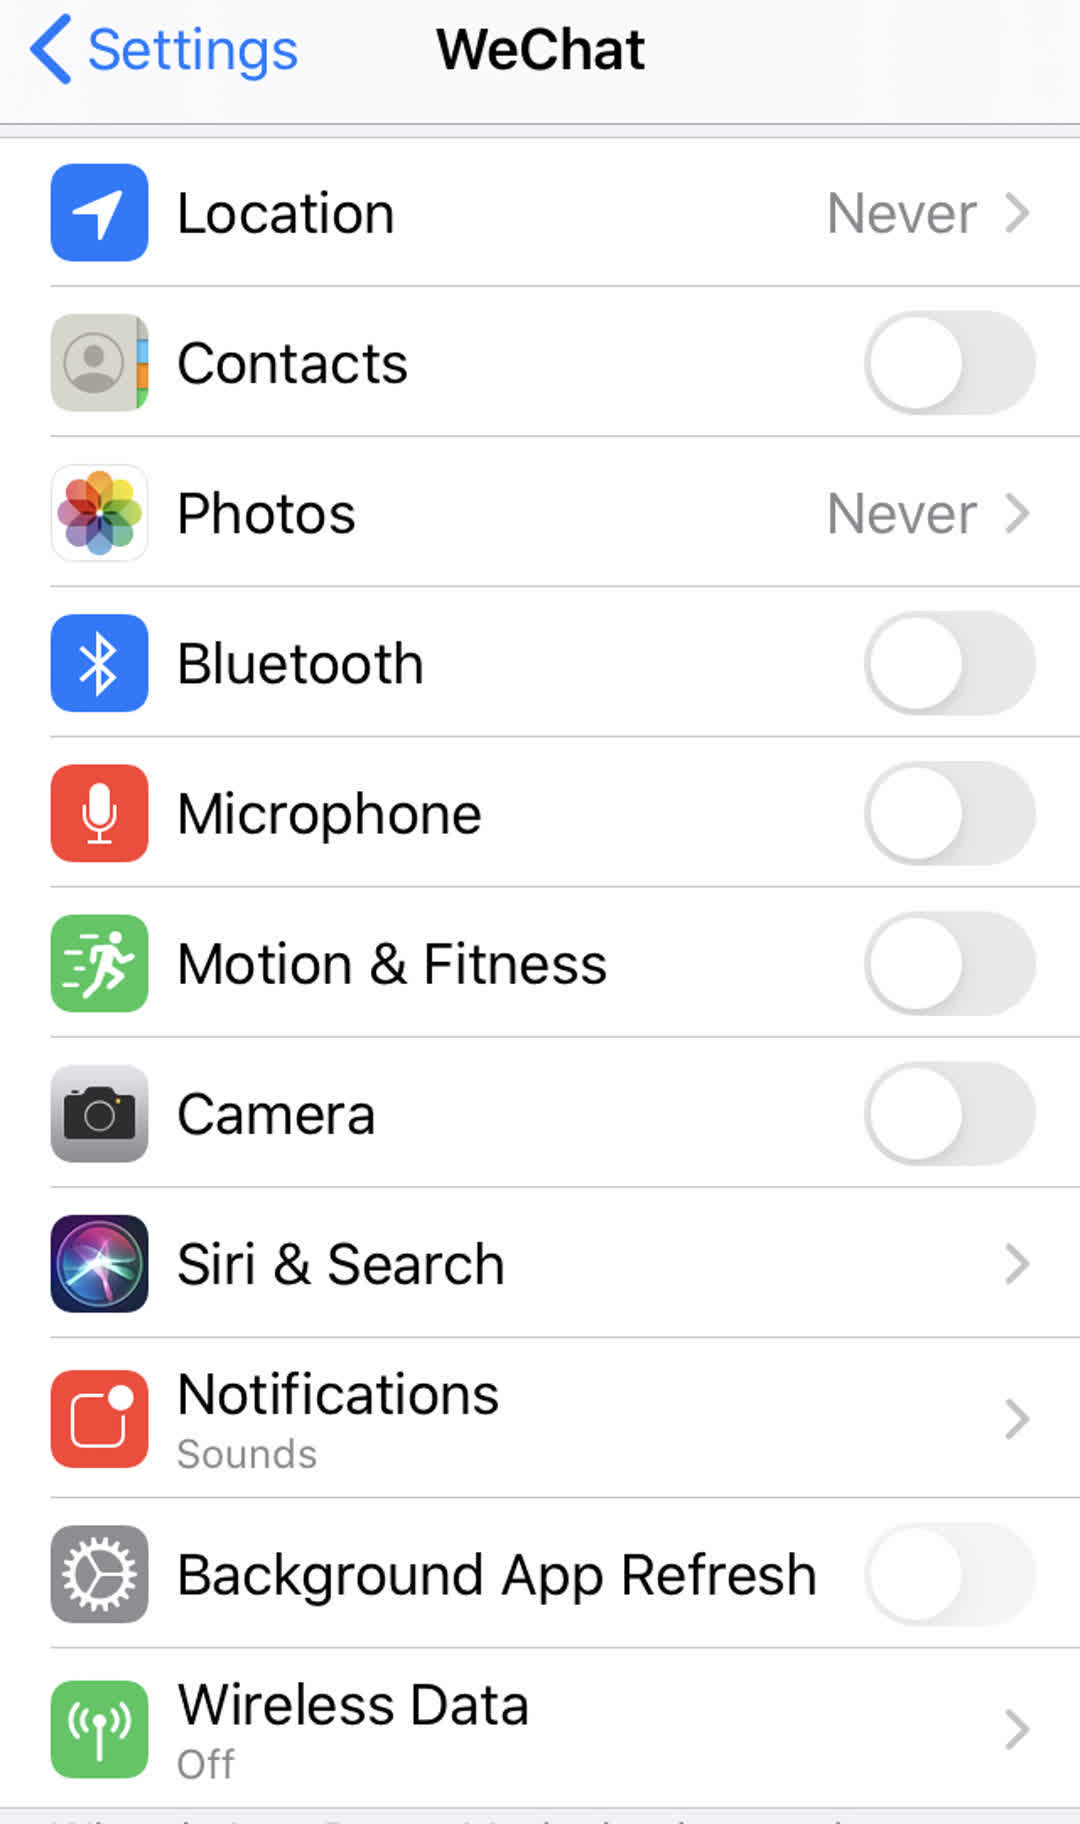 Settings
WeChat
Location
Never
Contacts
Photos
Never
Bluetooth
Microphone
Motion & Fitness
Camera
Siri & Search
Notifications
Sounds
Background App Refresh
Wireless Data
Off